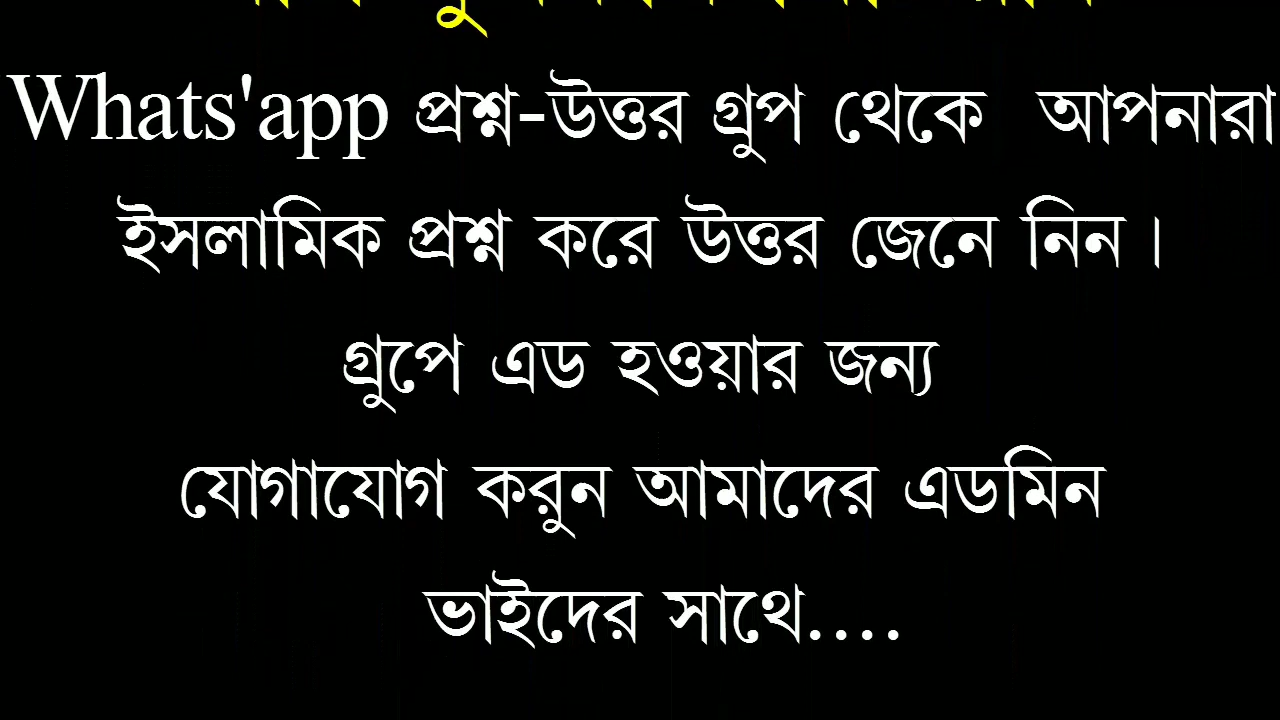 Whats'app প্রশ্ন-উত্তর গ্রুপ থেকে আপনারা
ইসলামিক প্রশ্ন করে উত্তর জেনে নিন।
গ্রুপে এড হওয়ার জন্য
যোগাযোগ করুন আমাদের এডমিন
ভাইদের সাথে....